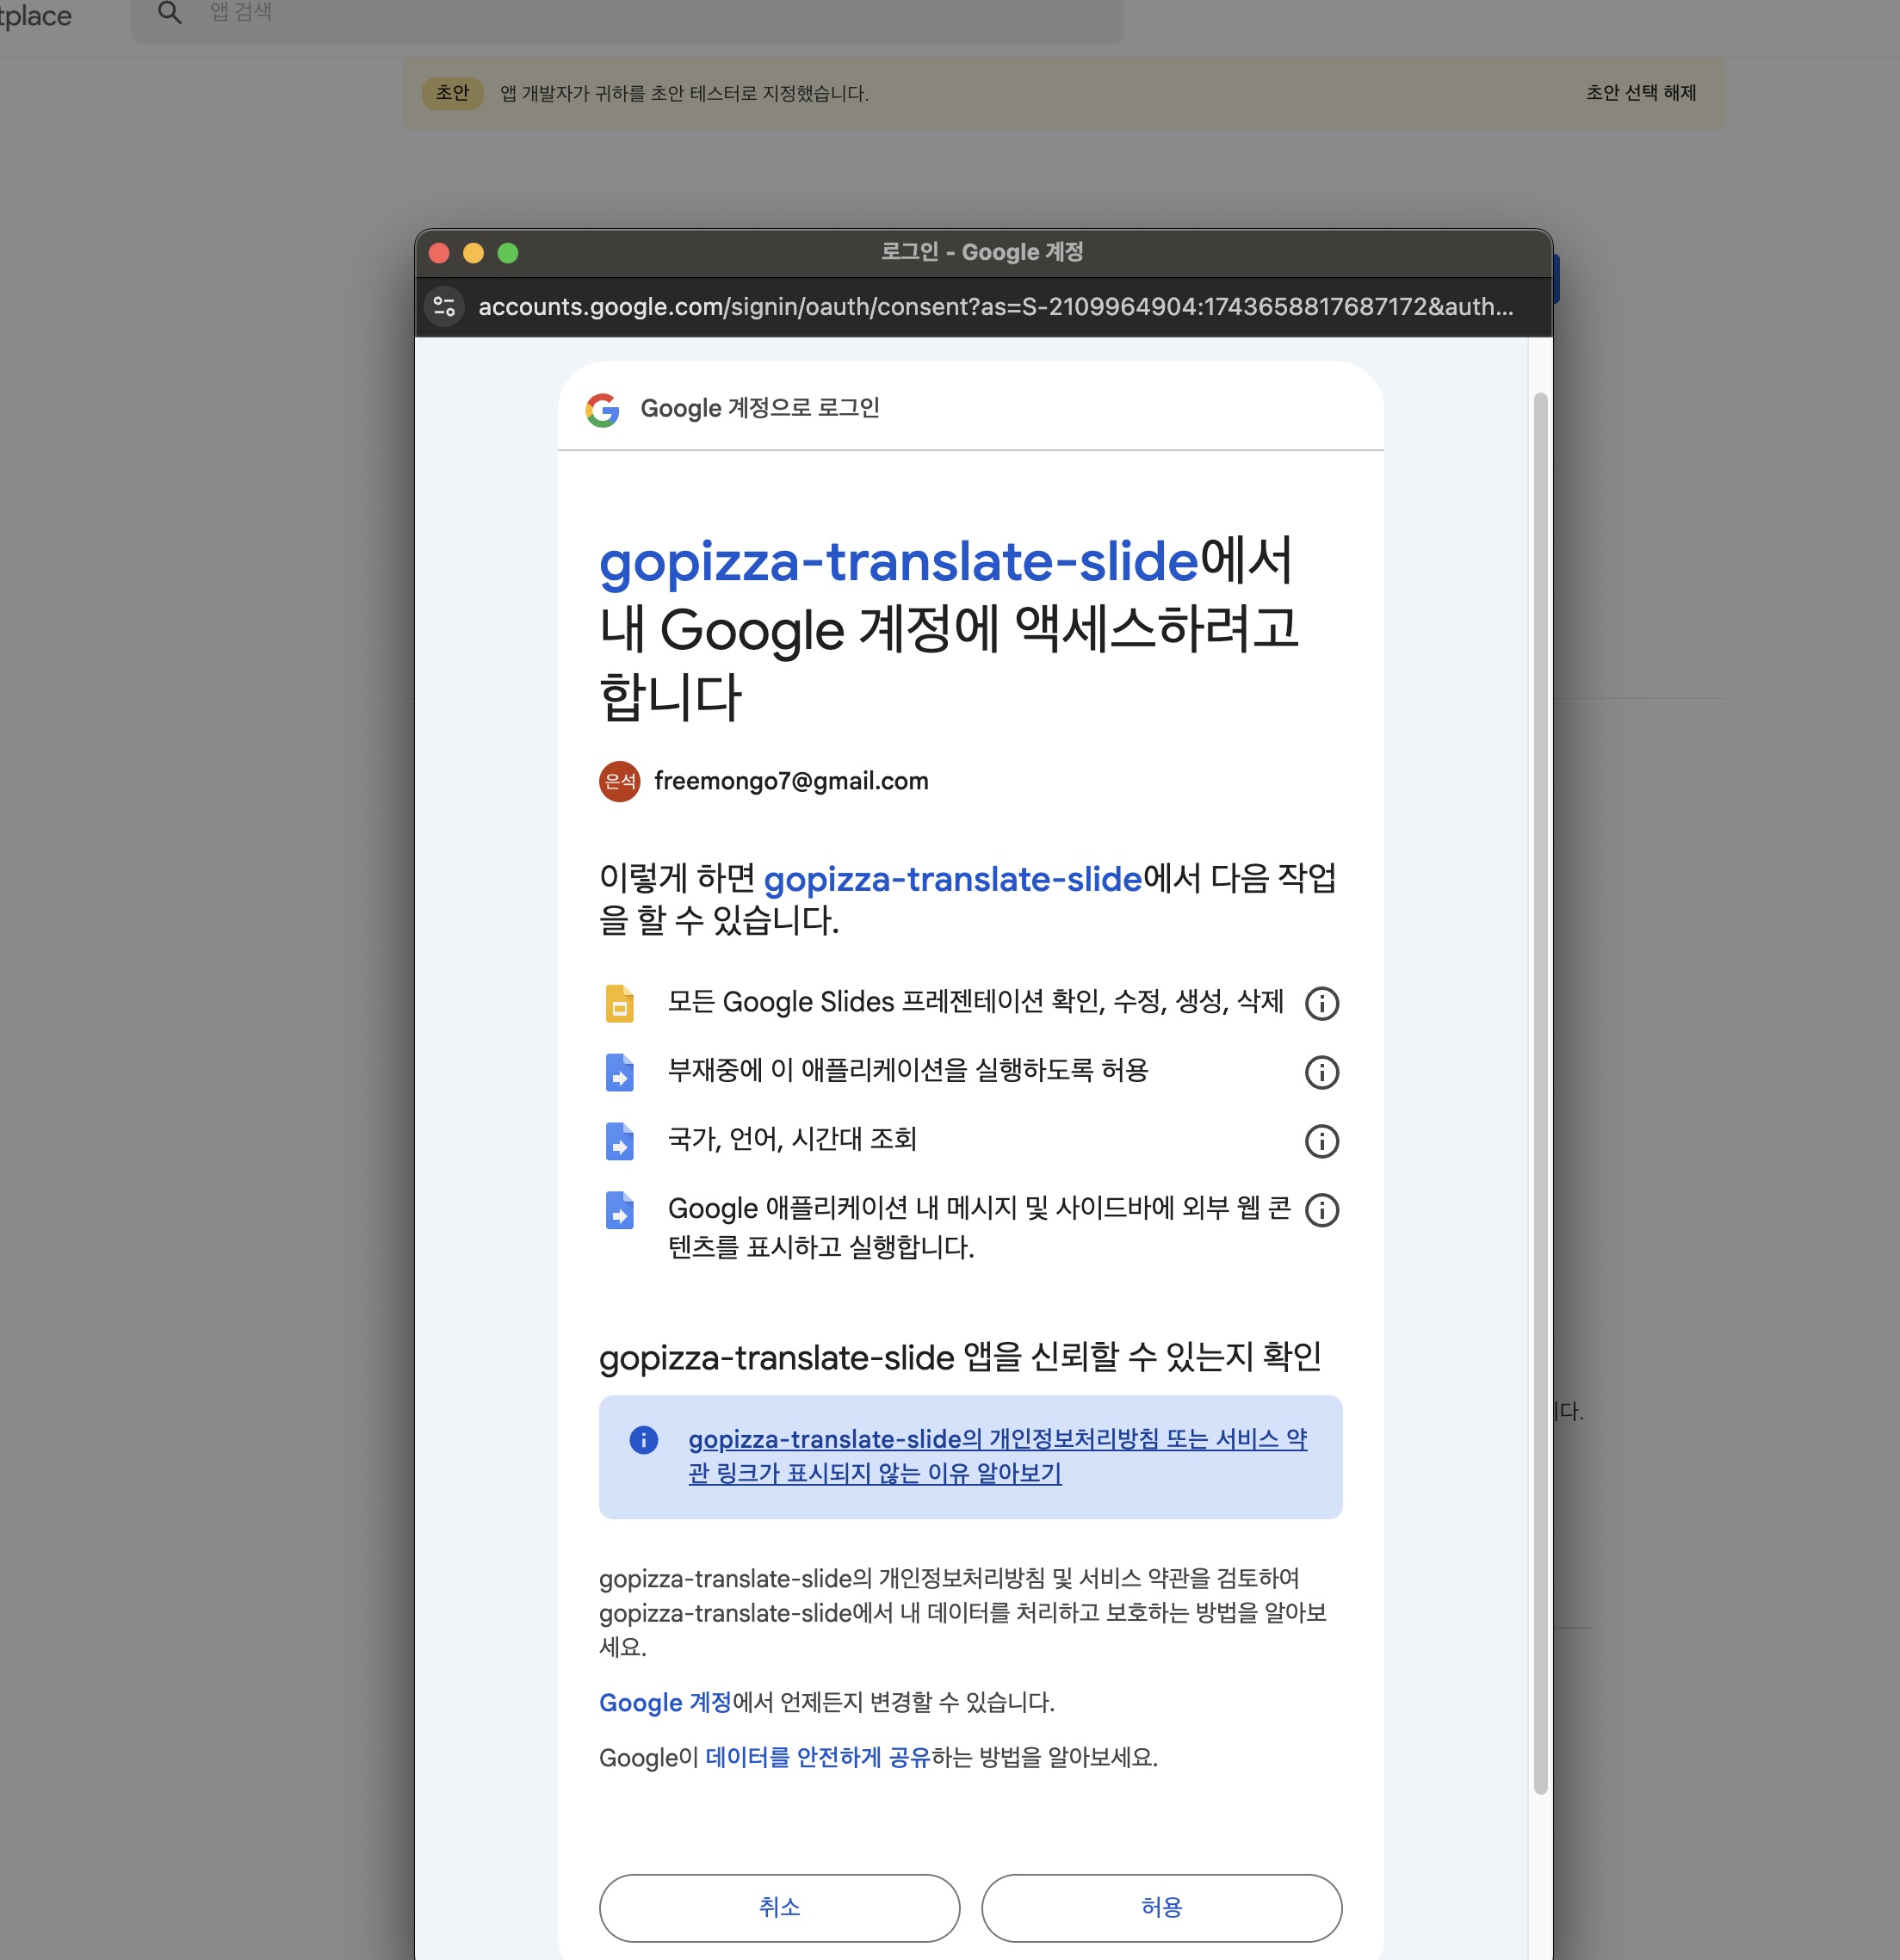 tplace
앱 검색
초안 앱 개발자가 귀하를 초안 테스터로 지정했습니다. 초안 선택 해제
로그인 - Google 계정
accounts.google.com/signin/oauth/consent?as=S-2109964904:1743658817687172&auth...
Google 계정으로 로그인
gopizza-translate-slide에서
내 Google 계정에 액세스하려고
합니다
은석 freemongo7@gmail.com
이렇게 하면 gopizza-translate-slide에서 다음 작업
을 할 수 있습니다.
모든 Google Slides 프레젠테이션 확인, 수정, 생성, 삭제
부재중에 이 애플리케이션을 실행하도록 허용
국가, 언어, 시간대 조회
Google 애플리케이션 내 메시지 및 사이드바에 외부 웹 콘
텐츠를 표시하고 실행합니다.
gopizza-translate-slide 앱을 신뢰할 수 있는지 확인
니다.
gopizza-translate-slide의 개인정보처리방침 또는 서비스 약
관 링크가 표시되지 않는 이유 알아보기
gopizza-translate-slide의 개인정보처리방침 및 서비스 약관을 검토하여
gopizza-translate-slide에서 내 데이터를 처리하고 보호하는 방법을 알아보
세요.
Google 계정에서 언제든지 변경할 수 있습니다.
Google이 데이터를 안전하게 공유하는 방법을 알아보세요.
취소 허용